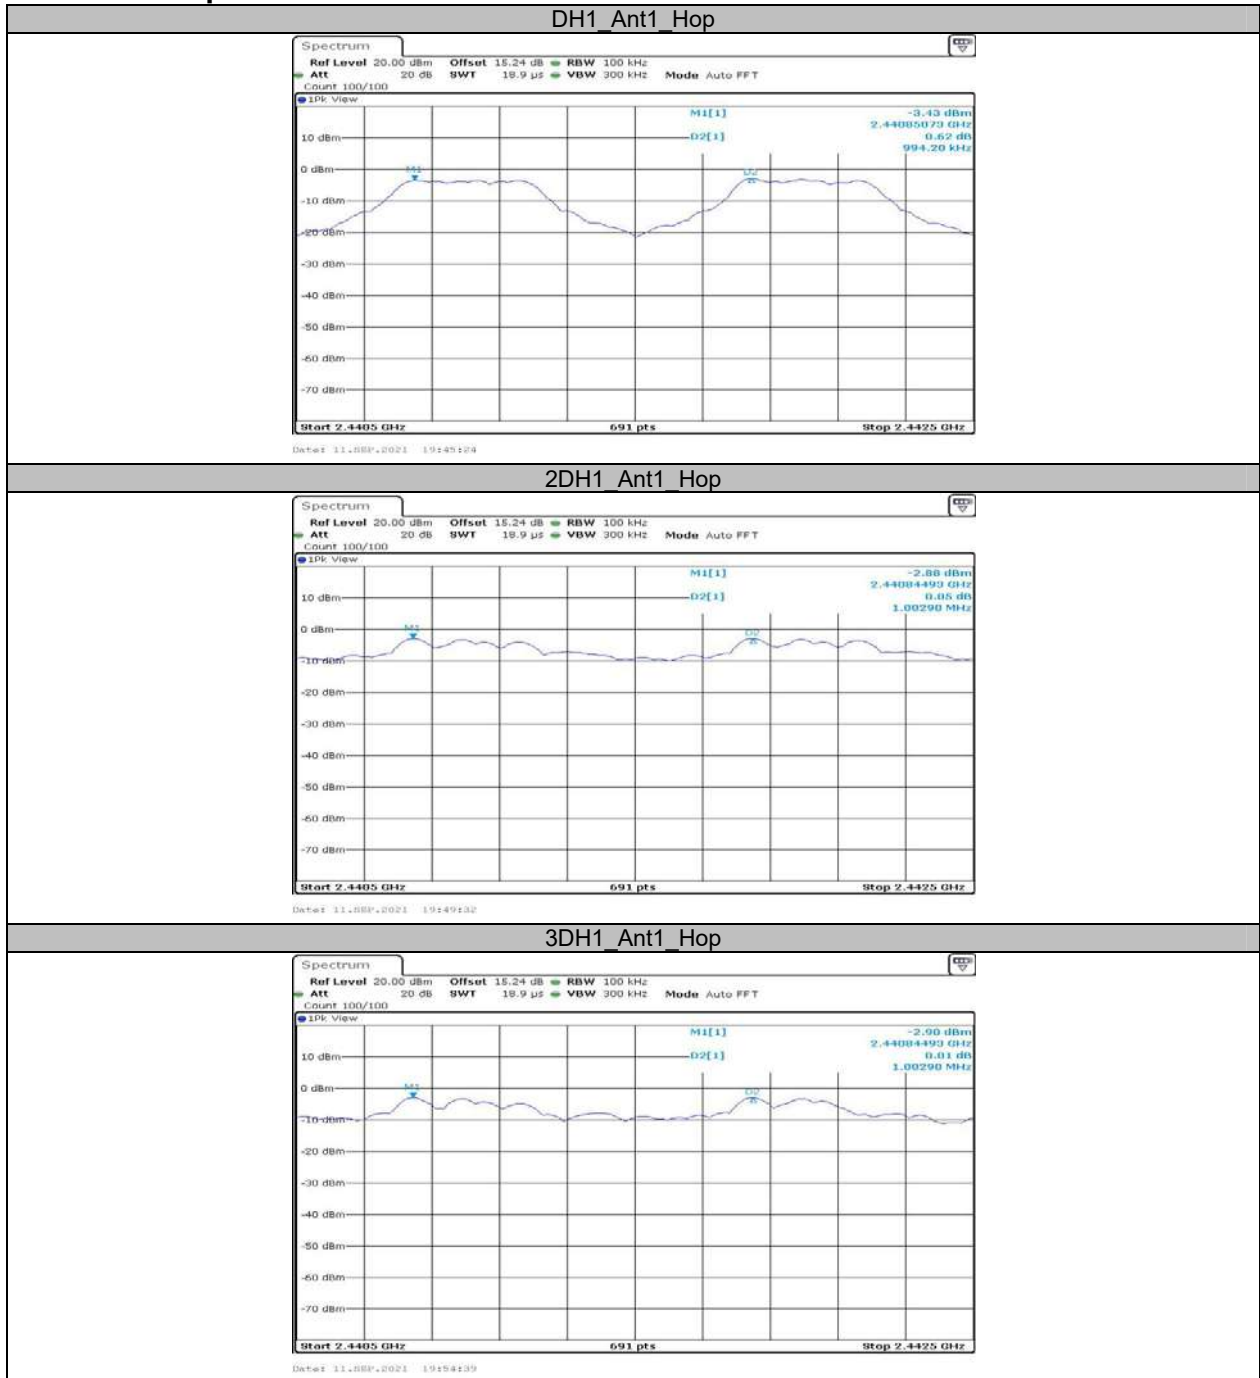 DH1_Ant1_Hop
Spectrum
Ref Level 20.00 dBm Offset 15.24 dB RBW 100 kHz
Att 20 dB SWT 18.9 µs VBW 300 kHz Mode Auto FFT
Count 100/100
1Pk View
M1[1] -3.43 dBm
2.44085073 GHz
10 dBm D2[1] 0.62 dB
994.20 kHz
0 dBm M1 D2
-10 dBm
-20 dBm
-30 dBm
-40 dBm
-50 dBm
-60 dBm
-70 dBm
Start 2.4405 GHz 691 pts Stop 2.4425 GHz
Date: 11.SEP.2021 19:45:24
2DH1_Ant1_Hop
Spectrum
Ref Level 20.00 dBm Offset 15.24 dB RBW 100 kHz
Att 20 dB SWT 18.9 µs VBW 300 kHz Mode Auto FFT
Count 100/100
1Pk View
M1[1] -2.88 dBm
2.44084493 GHz
10 dBm D2[1] 0.05 dB
1.00290 MHz
0 dBm M1 D2
-10 dBm
-20 dBm
-30 dBm
-40 dBm
-50 dBm
-60 dBm
-70 dBm
Start 2.4405 GHz 691 pts Stop 2.4425 GHz
Date: 11.SEP.2021 19:49:32
3DH1_Ant1_Hop
Spectrum
Ref Level 20.00 dBm Offset 15.24 dB RBW 100 kHz
Att 20 dB SWT 18.9 µs VBW 300 kHz Mode Auto FFT
Count 100/100
1Pk View
M1[1] -2.90 dBm
2.44084493 GHz
10 dBm D2[1] 0.01 dB
1.00290 MHz
0 dBm M1 D2
-10 dBm
-20 dBm
-30 dBm
-40 dBm
-50 dBm
-60 dBm
-70 dBm
Start 2.4405 GHz 691 pts Stop 2.4425 GHz
Date: 11.SEP.2021 19:54:39